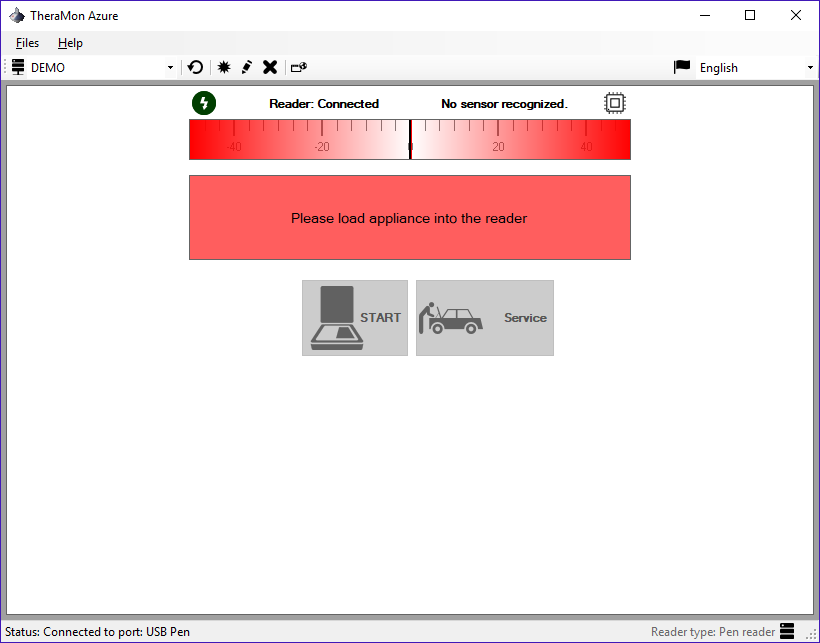 TheraMon Azure
Files Help
DEMO English
Reader: Connected No sensor recognized.
-40 -20 0 20 40
Please load appliance into the reader
START Service
Status: Connected to port: USB Pen Reader type: Pen reader